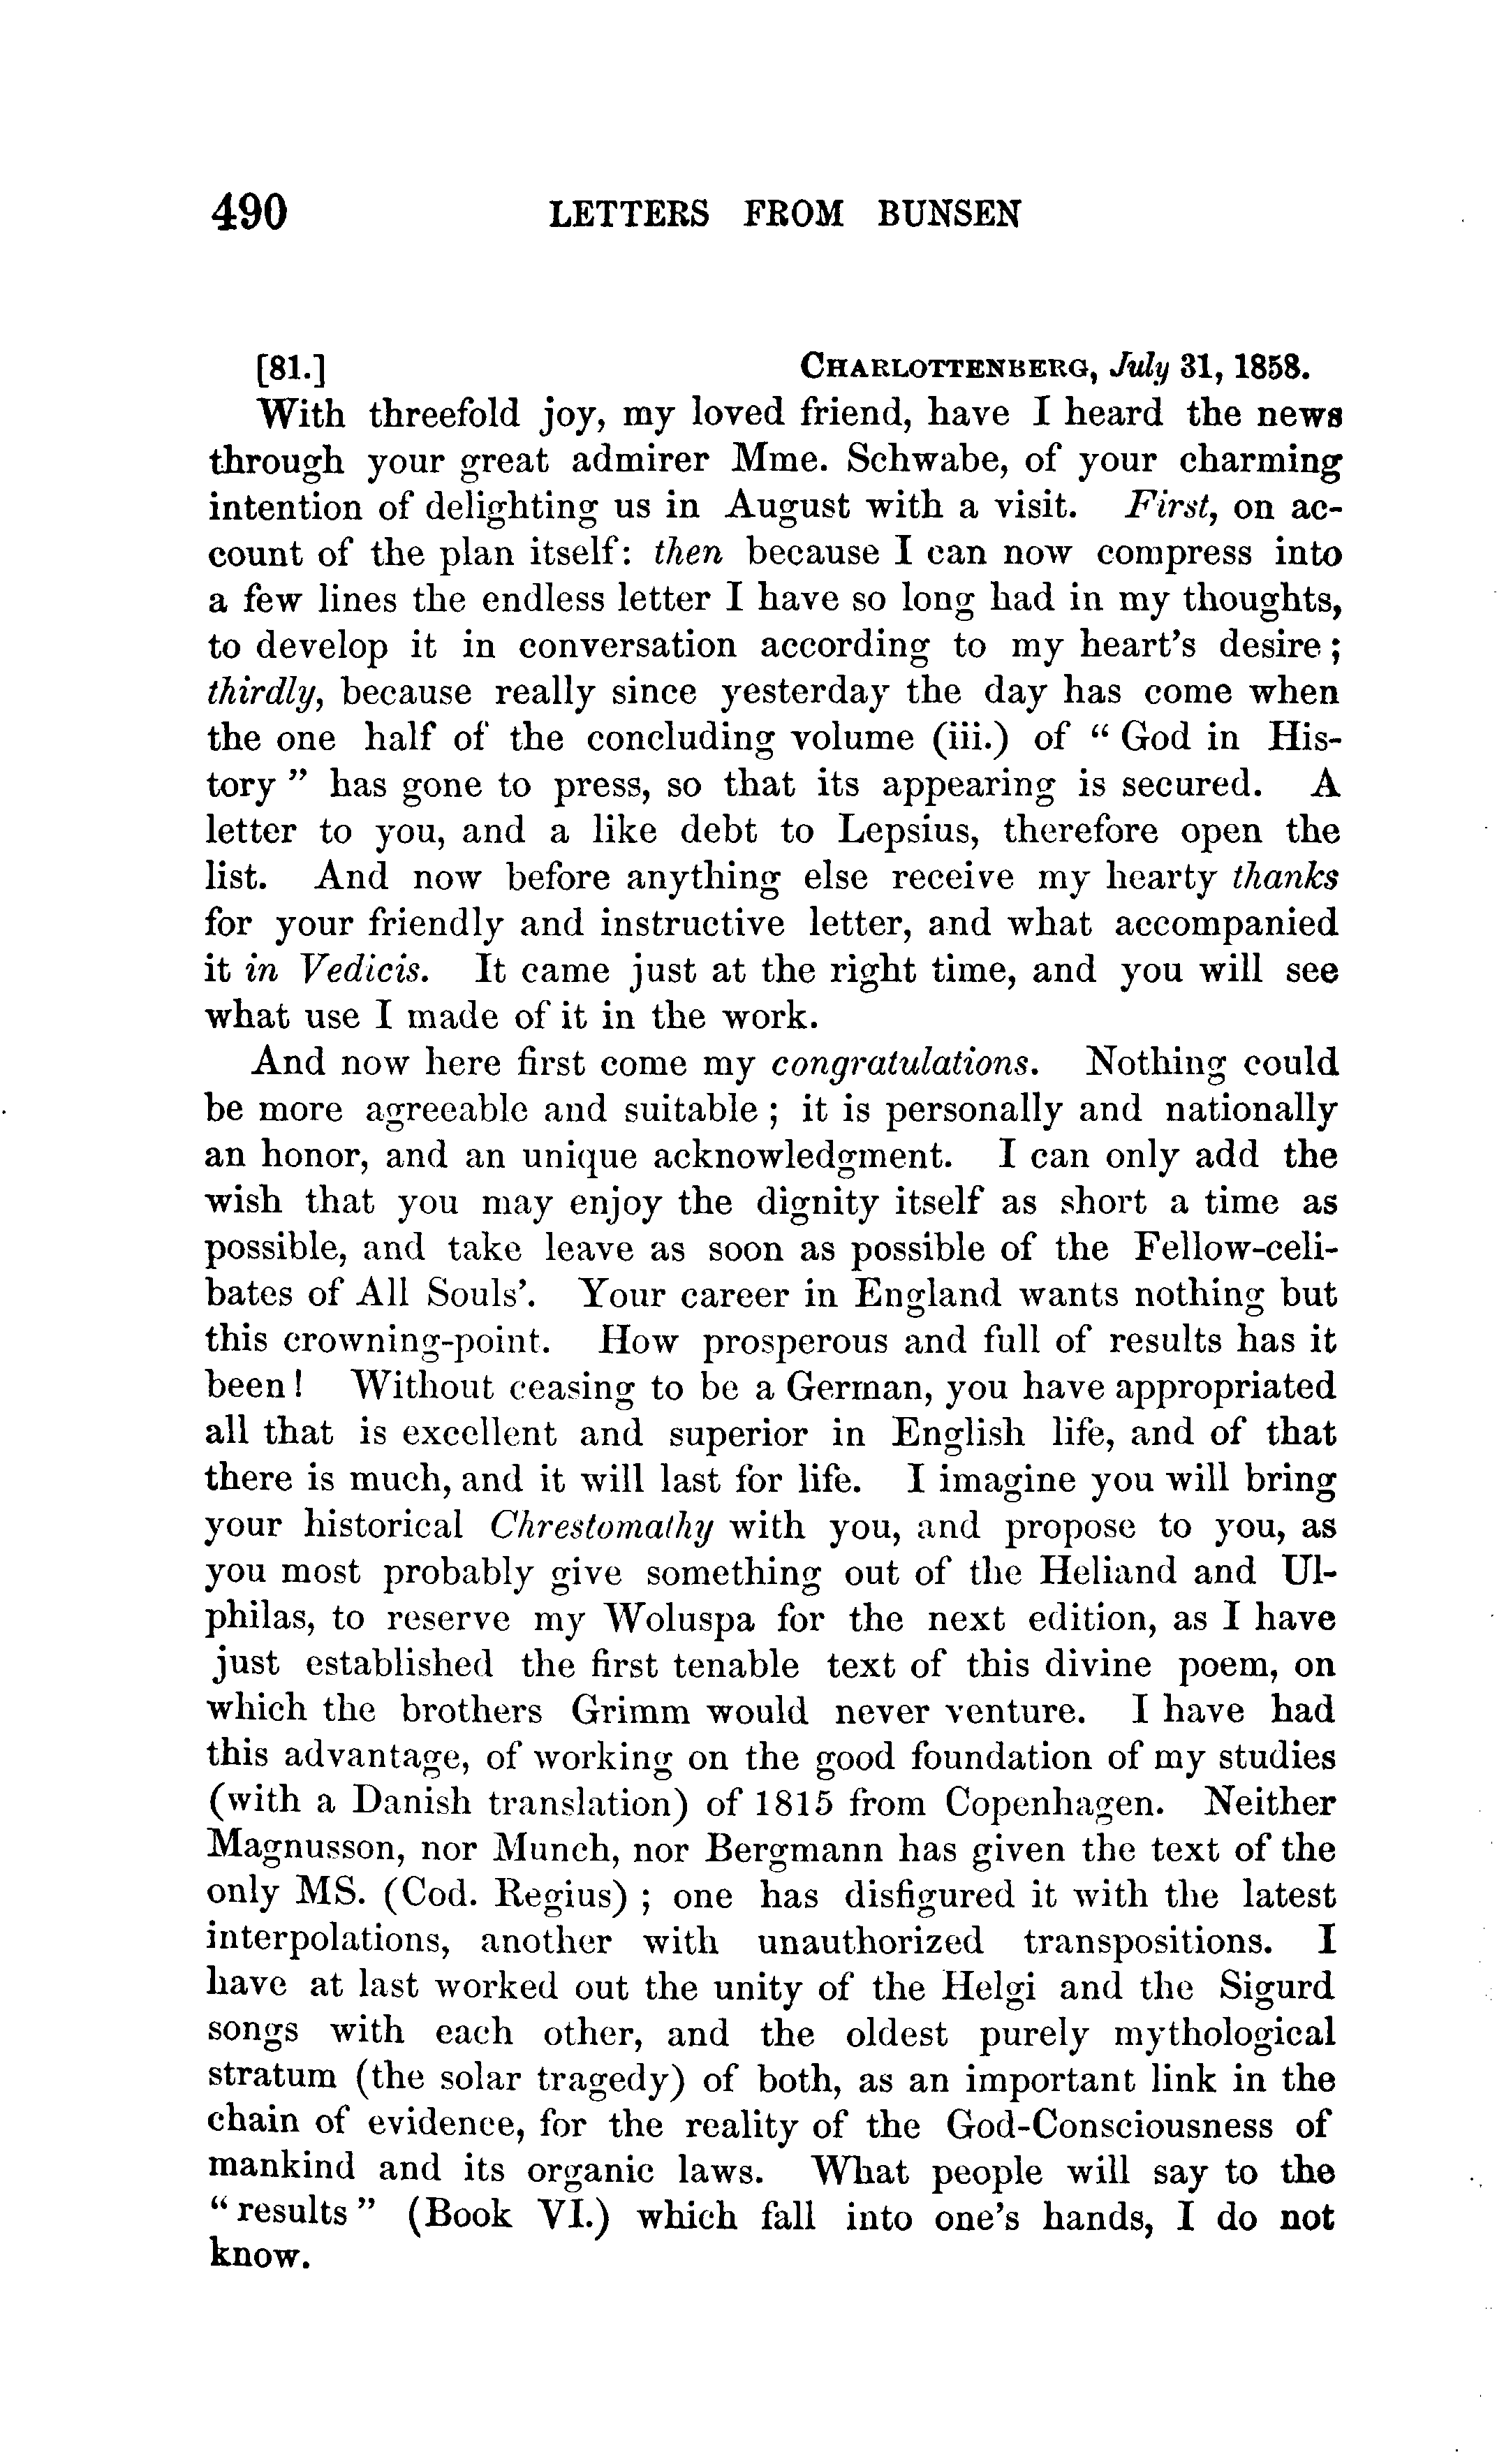 490 LETTERS FROM BUNSEN
[81.] CHARLOTTENBERG, July 31, 1858.
With threefold joy, my loved friend, have I heard the news
through your great admirer Mme. Schwabe, of your charming
intention of delighting us in August with a visit. First, on ac-
count of the plan itself: then because I can now compress into
a few lines the endless letter I have so long had in my thoughts,
to develop it in conversation according to my heart's desire;
thirdly, because really since yesterday the day has come when
the one half of the concluding volume (iii.) of “ God in His-
tory ” has gone to press, so that its appearing is secured. A
letter to you, and a like debt to Lepsius, therefore open the
list. And now before anything else receive my hearty thanks
for your friendly and instructive letter, and what accompanied
it in Vedicis. It came just at the right time, and you will see
what use I made of it in the work.
And now here first come my congratulations. Nothing could
be more agreeable and suitable ; it is personally and nationally
an honor, and an unique acknowledgment. I can only add the
wish that you may enjoy the dignity itself as short a time as
possible, and take leave as soon as possible of the Fellow-celi-
bates of All Souls'. Your career in England wants nothing but
this crowning-point. How prosperous and full of results has it
been! Without ceasing to be a German, you have appropriated
all that is excellent and superior in English life, and of that
there is much, and it will last for life. I imagine you will bring
your historical Chrestomathy with you, and propose to you, as
you most probably give something out of the Heliand and Ul-
philas, to reserve my Woluspa for the next edition, as I have
just established the first tenable text of this divine poem, on
which the brothers Grimm would never venture. I have had
this advantage, of working on the good foundation of my studies
(with a Danish translation) of 1815 from Copenhagen. Neither
Magnusson, nor Munch, nor Bergmann has given the text of the
only MS. (Cod. Regius) ; one has disfigured it with the latest
interpolations, another with unauthorized transpositions. I
have at last worked out the unity of the Helgi and the Sigurd
songs with each other, and the oldest purely mythological
stratum (the solar tragedy) of both, as an important link in the
chain of evidence, for the reality of the God-Consciousness of
mankind and its organic laws. What people will say to the
“ results ” (Book VI.) which fall into one's hands, I do not
know.